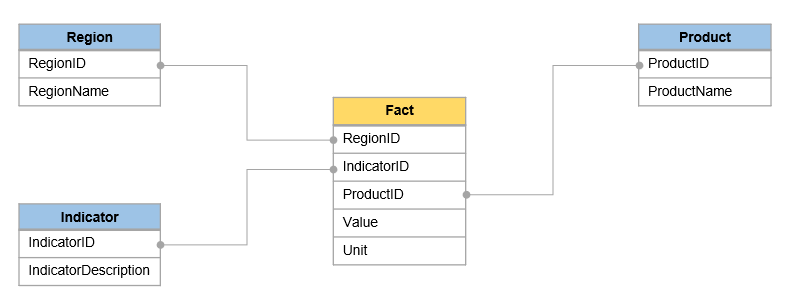 Region
RegionID
RegionName
Product
ProductID
ProductName
Fact
RegionID
IndicatorID
ProductID
Value
Unit
Indicator
IndicatorID
IndicatorDescription